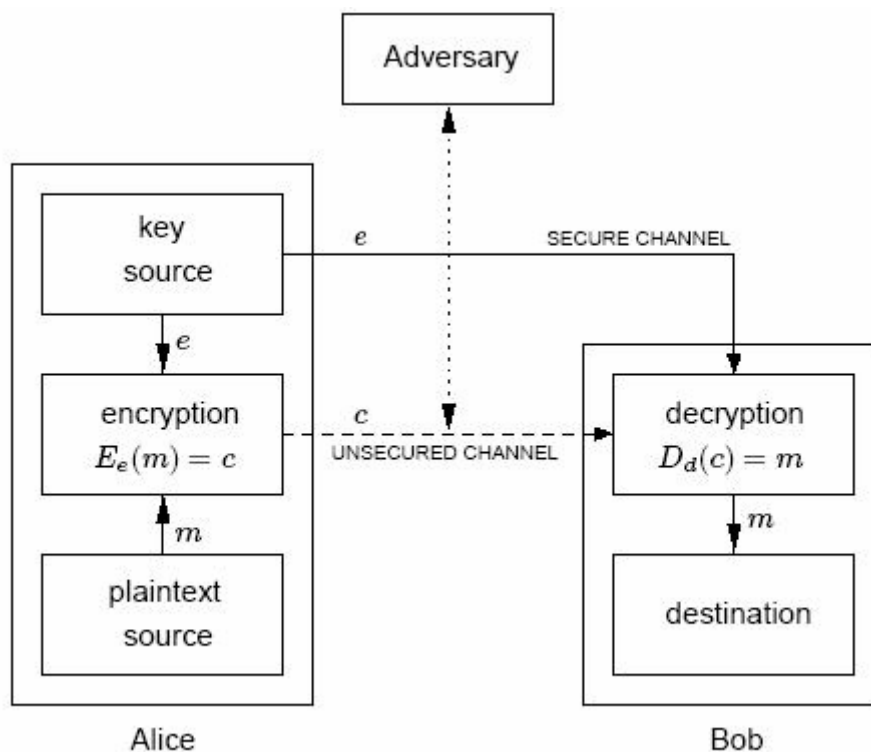 Adversary
key
source
e
SECURE CHANNEL
e
encryption
E_e(m) = c
c
UNSECURED CHANNEL
decryption
D_d(c) = m
m
m
plaintext
source
destination
Alice
Bob